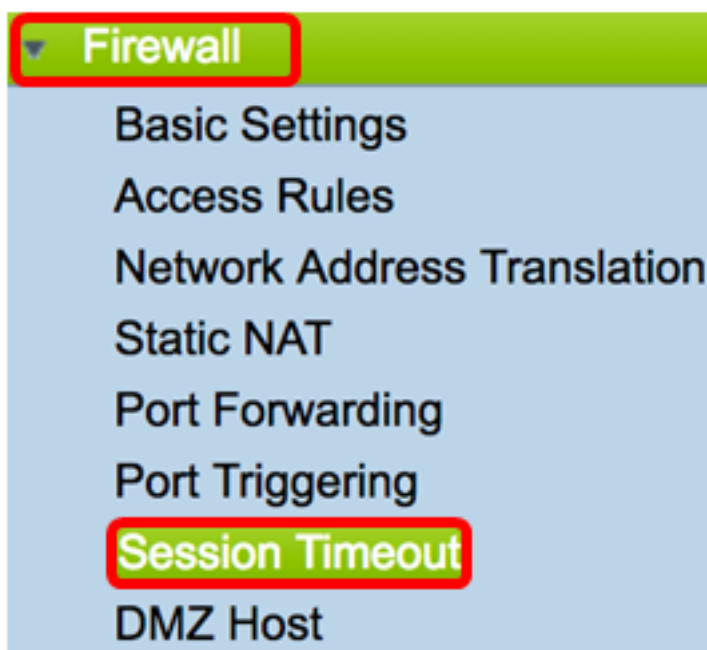 Firewall
Basic Settings
Access Rules
Network Address Translation
Static NAT
Port Forwarding
Port Triggering
Session Timeout
DMZ Host